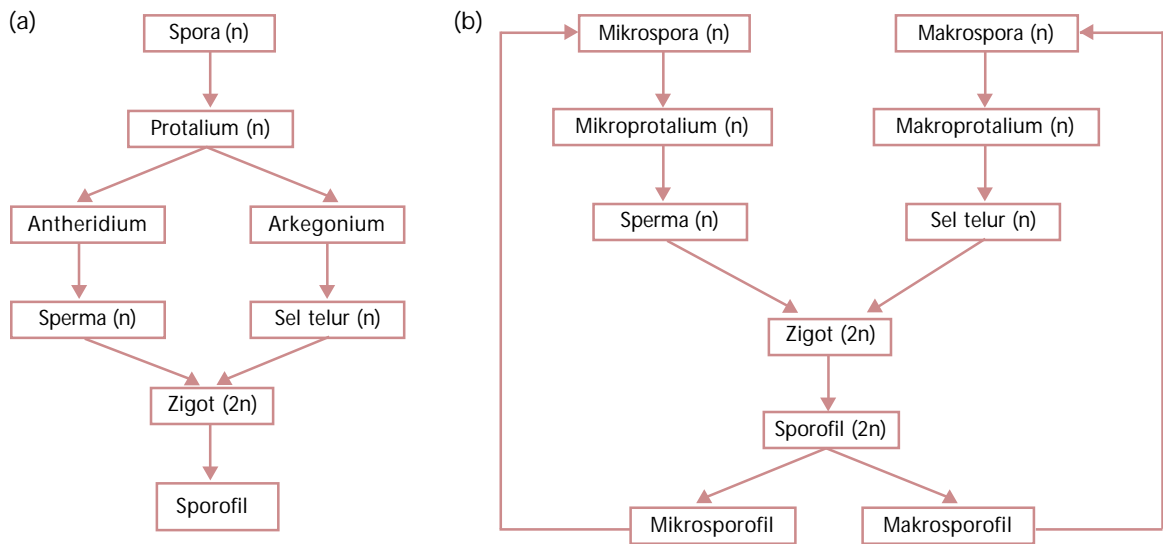 (a)
Spora (n)
Protalium (n)
Antheridium
Arkegonium
Sperma (n)
Sel telur (n)
Zigot (2n)
Sporofil
(b)
Mikrospora (n)
Makrospora (n)
Mikroprotalium (n)
Makroprotalium (n)
Sperma (n)
Sel telur (n)
Zigot (2n)
Sporofil (2n)
Mikrosporofil
Makrosporofil